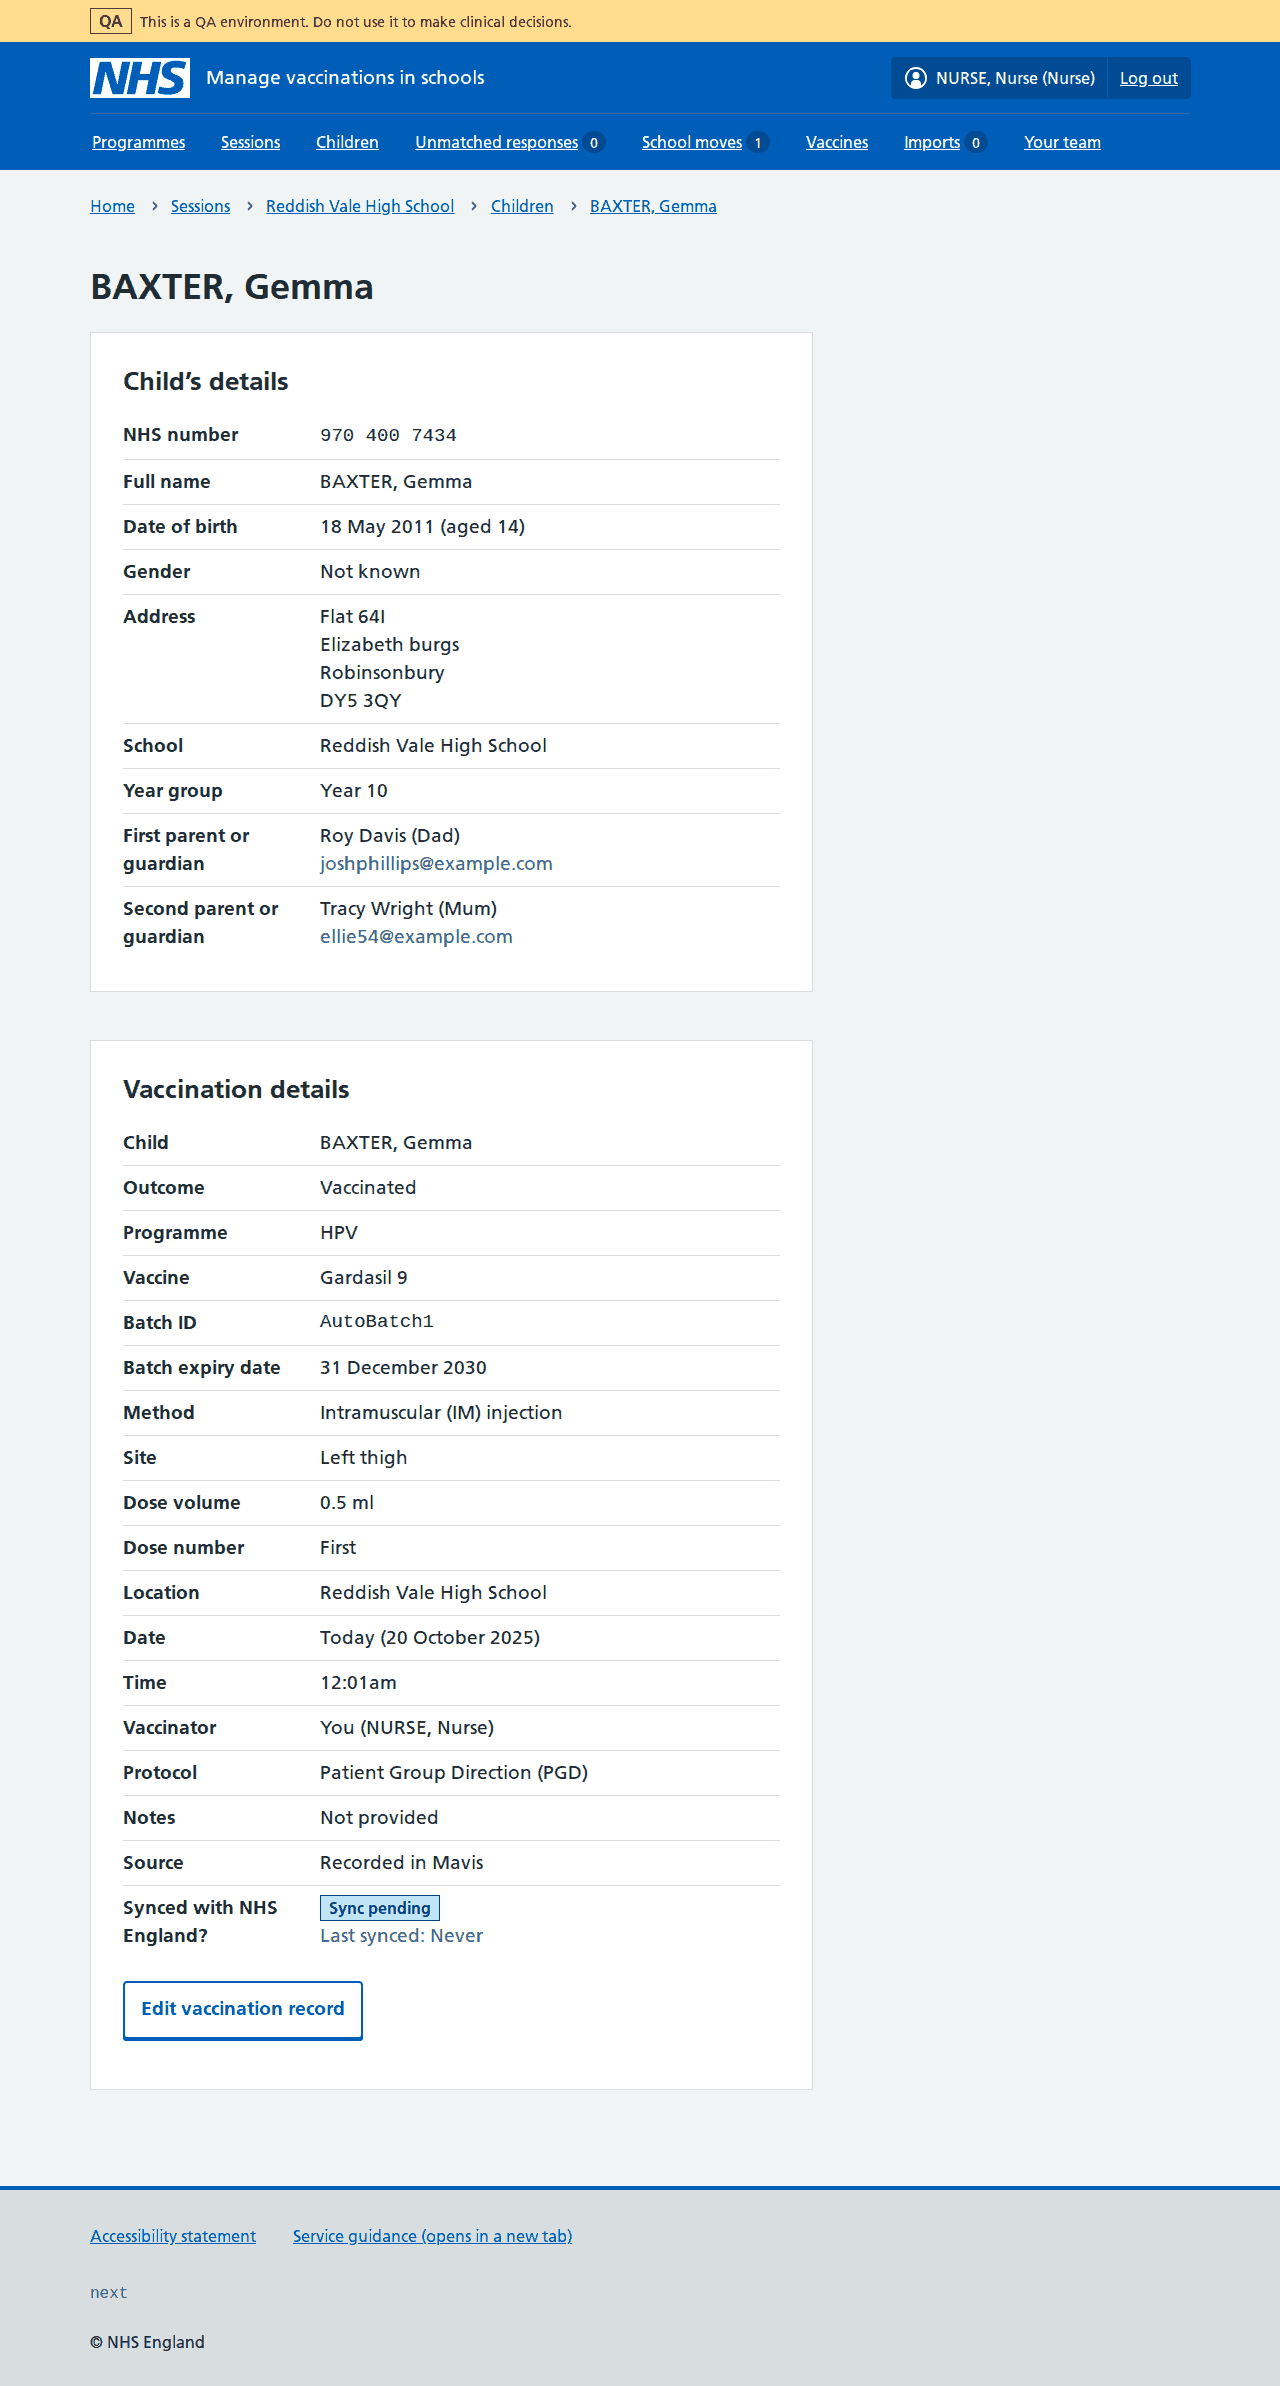 QA This is a QA environment. Do not use it to make clinical decisions.
NHS Manage vaccinations in schools NURSE, Nurse (Nurse) Log out
Programmes Sessions Children Unmatched responses 0 School moves 1 Vaccines Imports 0 Your team
Home › Sessions › Reddish Vale High School › Children › BAXTER, Gemma
BAXTER, Gemma
Child’s details
NHS number 970 400 7434
Full name BAXTER, Gemma
Date of birth 18 May 2011 (aged 14)
Gender Not known
Address Flat 64I
Elizabeth burgs
Robinsonbury
DY5 3QY
School Reddish Vale High School
Year group Year 10
First parent or guardian Roy Davis (Dad)
joshphillips@example.com
Second parent or guardian Tracy Wright (Mum)
ellie54@example.com
Vaccination details
Child BAXTER, Gemma
Outcome Vaccinated
Programme HPV
Vaccine Gardasil 9
Batch ID AutoBatch1
Batch expiry date 31 December 2030
Method Intramuscular (IM) injection
Site Left thigh
Dose volume 0.5 ml
Dose number First
Location Reddish Vale High School
Date Today (20 October 2025)
Time 12:01am
Vaccinator You (NURSE, Nurse)
Protocol Patient Group Direction (PGD)
Notes Not provided
Source Recorded in Mavis
Synced with NHS England? Sync pending
Last synced: Never
Edit vaccination record
Accessibility statement Service guidance (opens in a new tab)
next
© NHS England